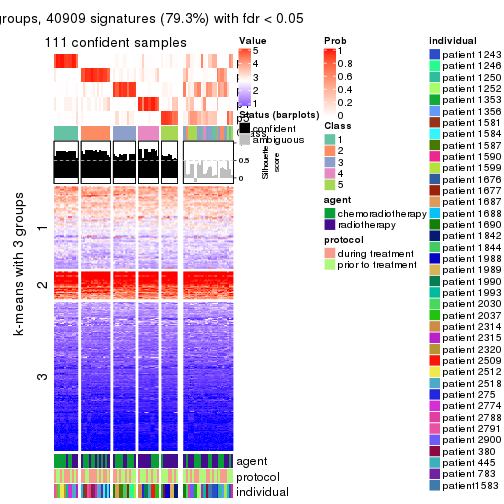 groups, 40909 signatures (79.3%) with fdr < 0.05
111 confident samples
k-means with 3 groups
1
2
3
Class
agent
protocol
individual
Value
5
4
3
2
1
Status (barplots)
confident
ambiguous
0.5
0
Silhouette
score
Prob
1
0.8
0.6
0.4
0.2
0
Class
1
2
3
4
5
agent
chemoradiotherapy
radiotherapy
protocol
during treatment
prior to treatment
individual
patient 1243
patient 1246
patient 1250
patient 1252
patient 1353
patient 1356
patient 1581
patient 1584
patient 1587
patient 1590
patient 1599
patient 1676
patient 1677
patient 1687
patient 1688
patient 1690
patient 1842
patient 1844
patient 1988
patient 1989
patient 1990
patient 1993
patient 2030
patient 2037
patient 2314
patient 2315
patient 2320
patient 2509
patient 2512
patient 2518
patient 275
patient 2774
patient 2788
patient 2791
patient 2900
patient 380
patient 445
patient 783
patient1583